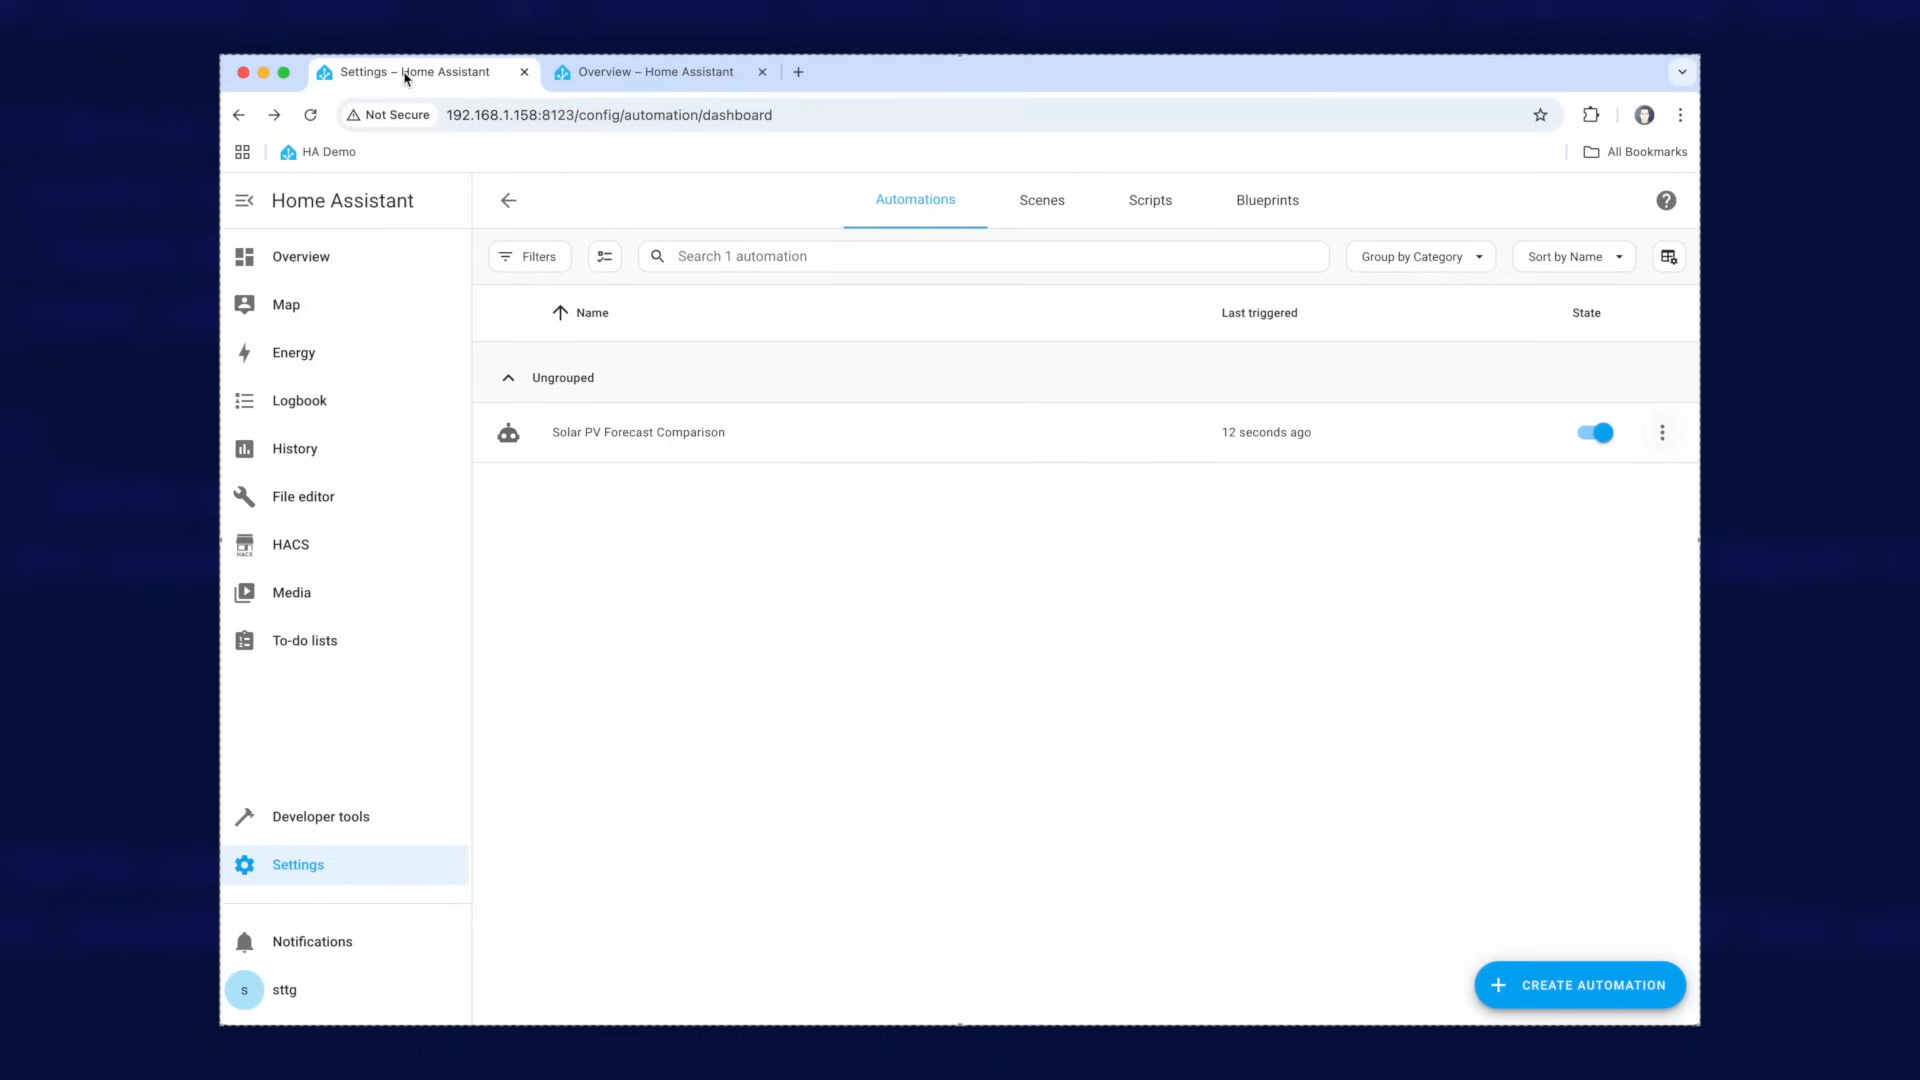 Settings – Home Assistant
Overview – Home Assistant
Not Secure
192.168.1.158:8123/config/automation/dashboard
HA Demo
All Bookmarks
Home Assistant
Automations
Scenes
Scripts
Blueprints
Overview
Filters
Search 1 automation
Group by Category
Sort by Name
Map
Name
Last triggered
State
Energy
Ungrouped
Logbook
Solar PV Forecast Comparison
12 seconds ago
History
File editor
HACS
HACS
Media
To-do lists
Developer tools
Settings
Notifications
s
sttg
CREATE AUTOMATION